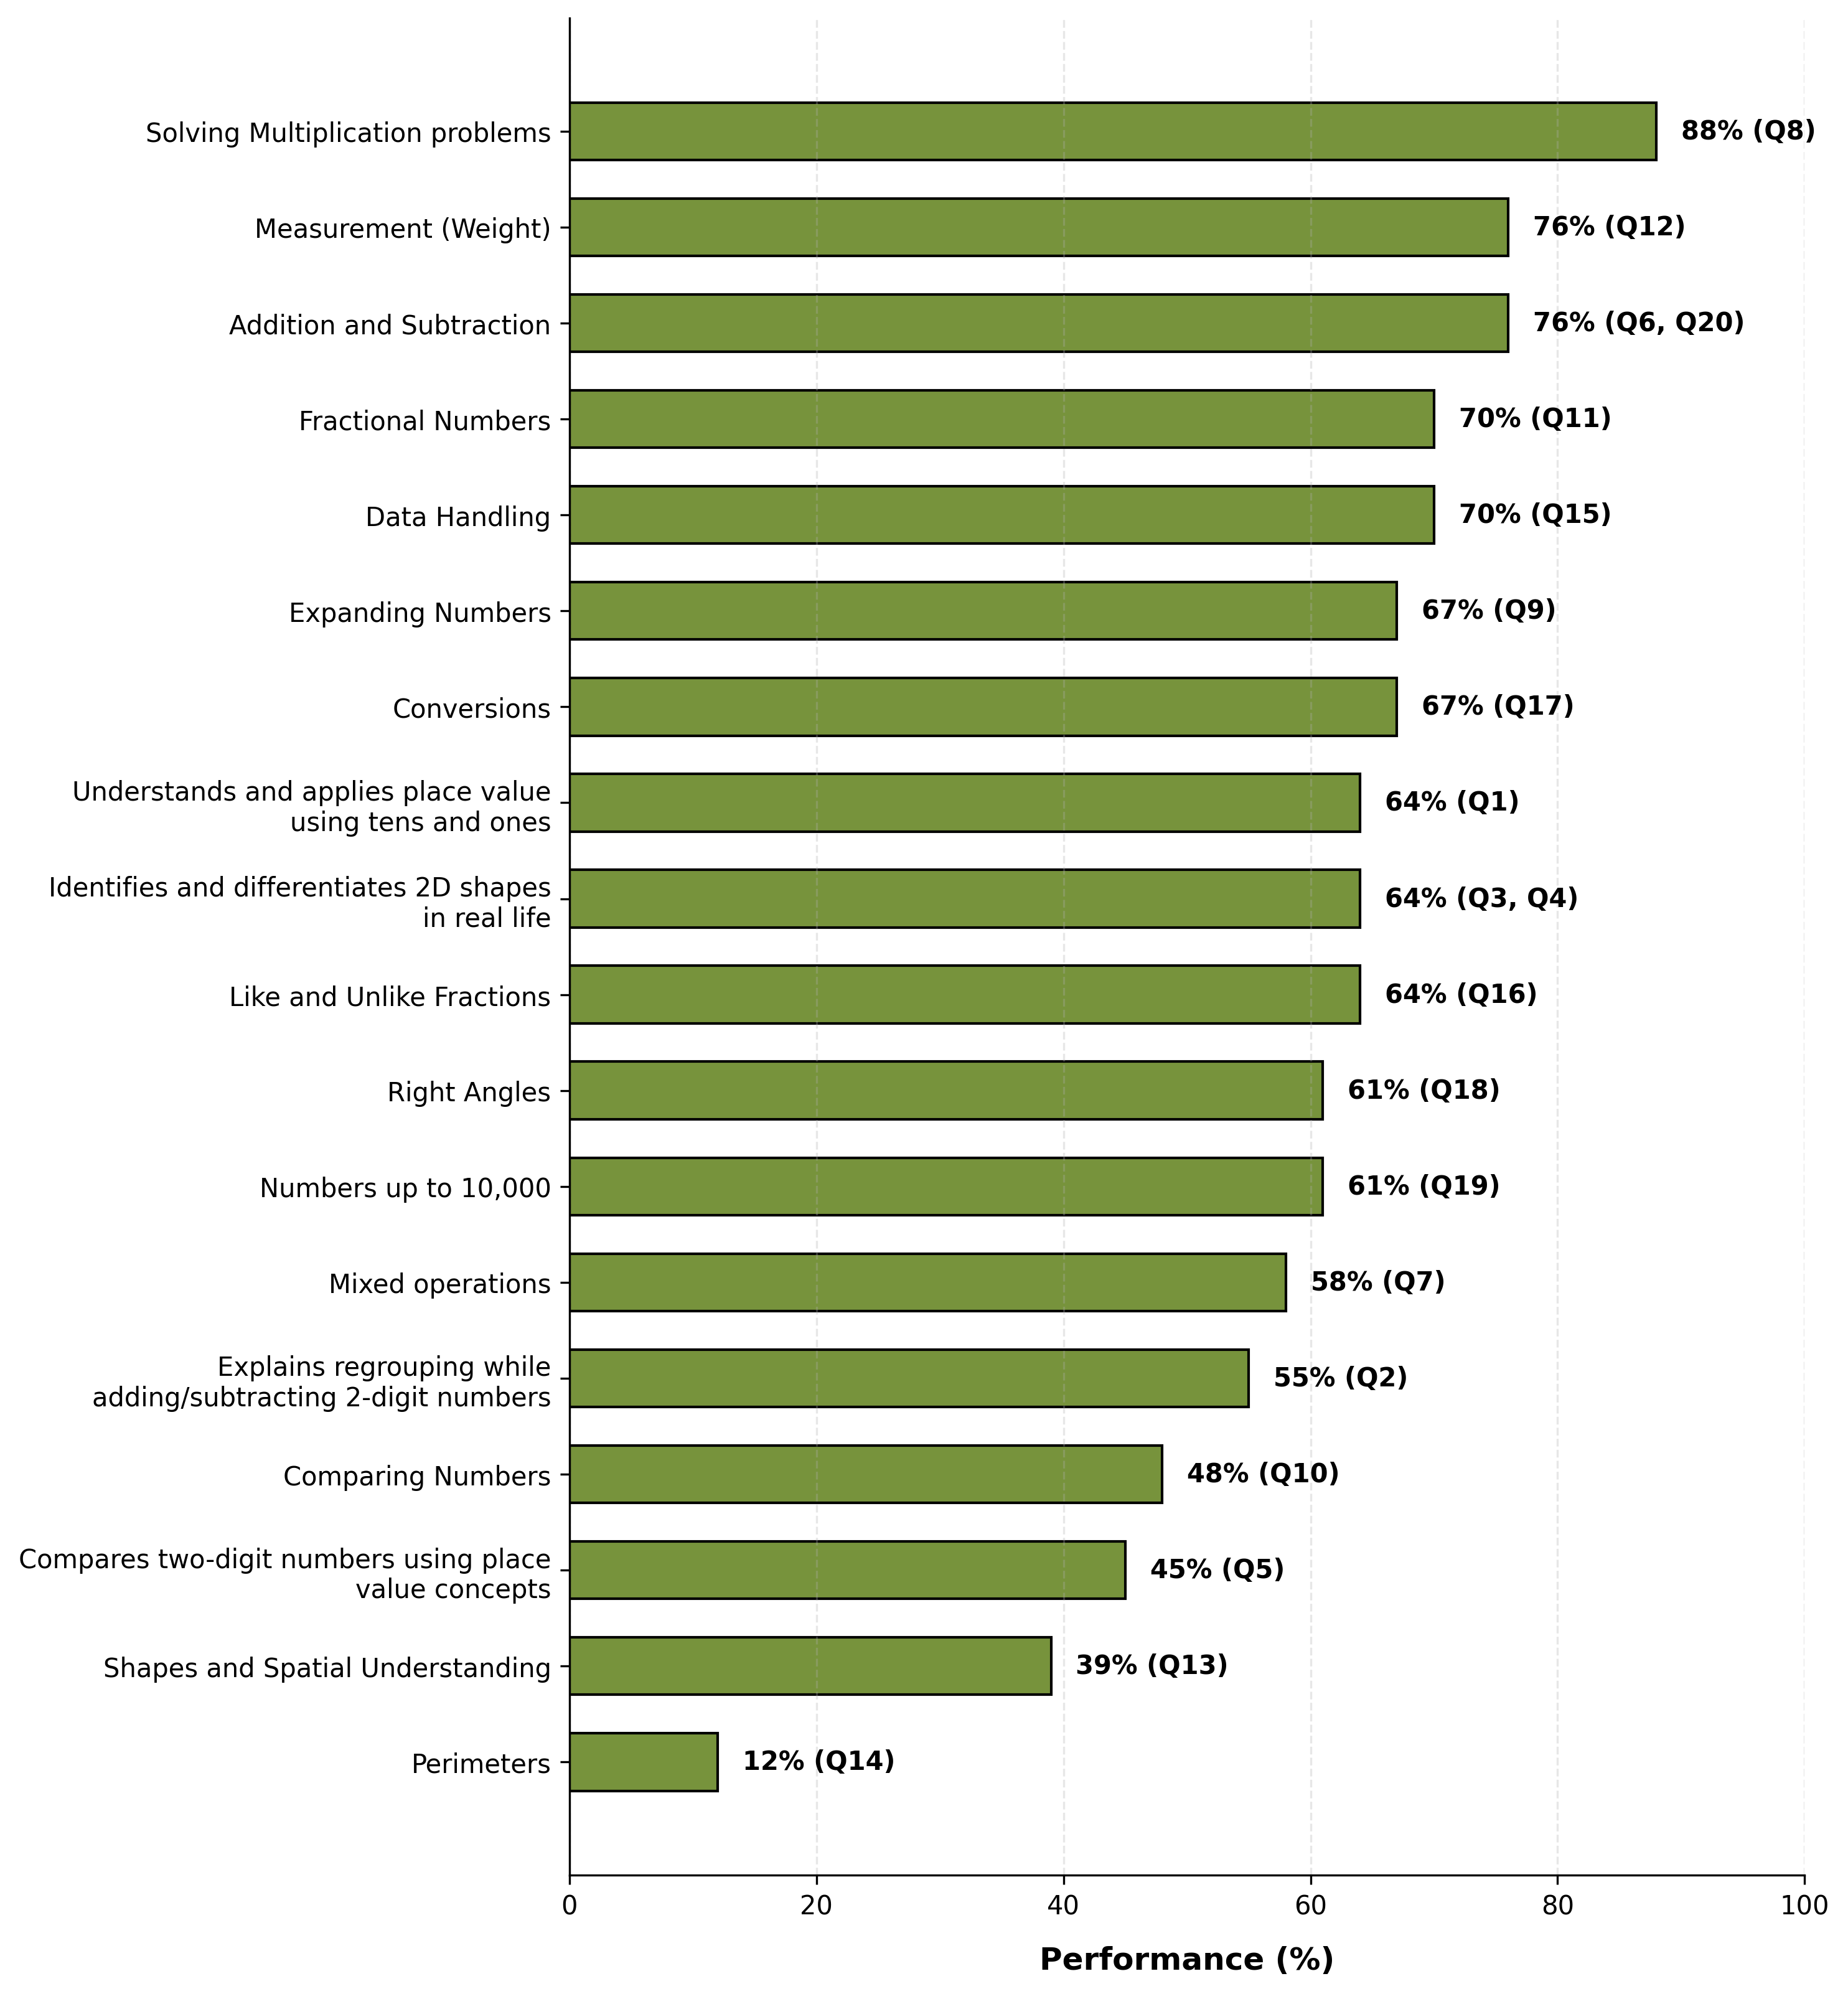 Solving Multiplication problems
88% (Q8)
Measurement (Weight)
76% (Q12)
Addition and Subtraction
76% (Q6, Q20)
Fractional Numbers
70% (Q11)
Data Handling
70% (Q15)
Expanding Numbers
67% (Q9)
Conversions
67% (Q17)
Understands and applies place value
using tens and ones
64% (Q1)
Identifies and differentiates 2D shapes
in real life
64% (Q3, Q4)
Like and Unlike Fractions
64% (Q16)
Right Angles
61% (Q18)
Numbers up to 10,000
61% (Q19)
Mixed operations
58% (Q7)
Explains regrouping while
adding/subtracting 2-digit numbers
55% (Q2)
Comparing Numbers
48% (Q10)
Compares two-digit numbers using place
value concepts
45% (Q5)
Shapes and Spatial Understanding
39% (Q13)
Perimeters
12% (Q14)
0 20 40 60 80 100
Performance (%)